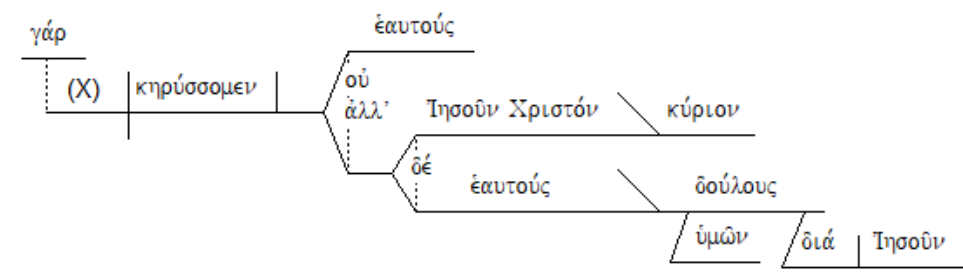 γάρ
ἑαυτούς
(X) κηρύσσομεν οὐ
ἀλλ’ Ἰησοῦν Χριστόν κύριον
δέ
ἑαυτούς δούλους
ὑμῶν διά Ἰησοῦν